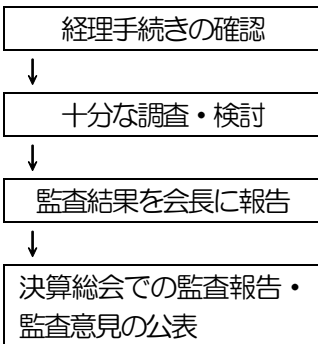 経理手続きの確認
↓
十分な調査・検討
↓
監査結果を会長に報告
↓
決算総会での監査報告・
監査意見の公表